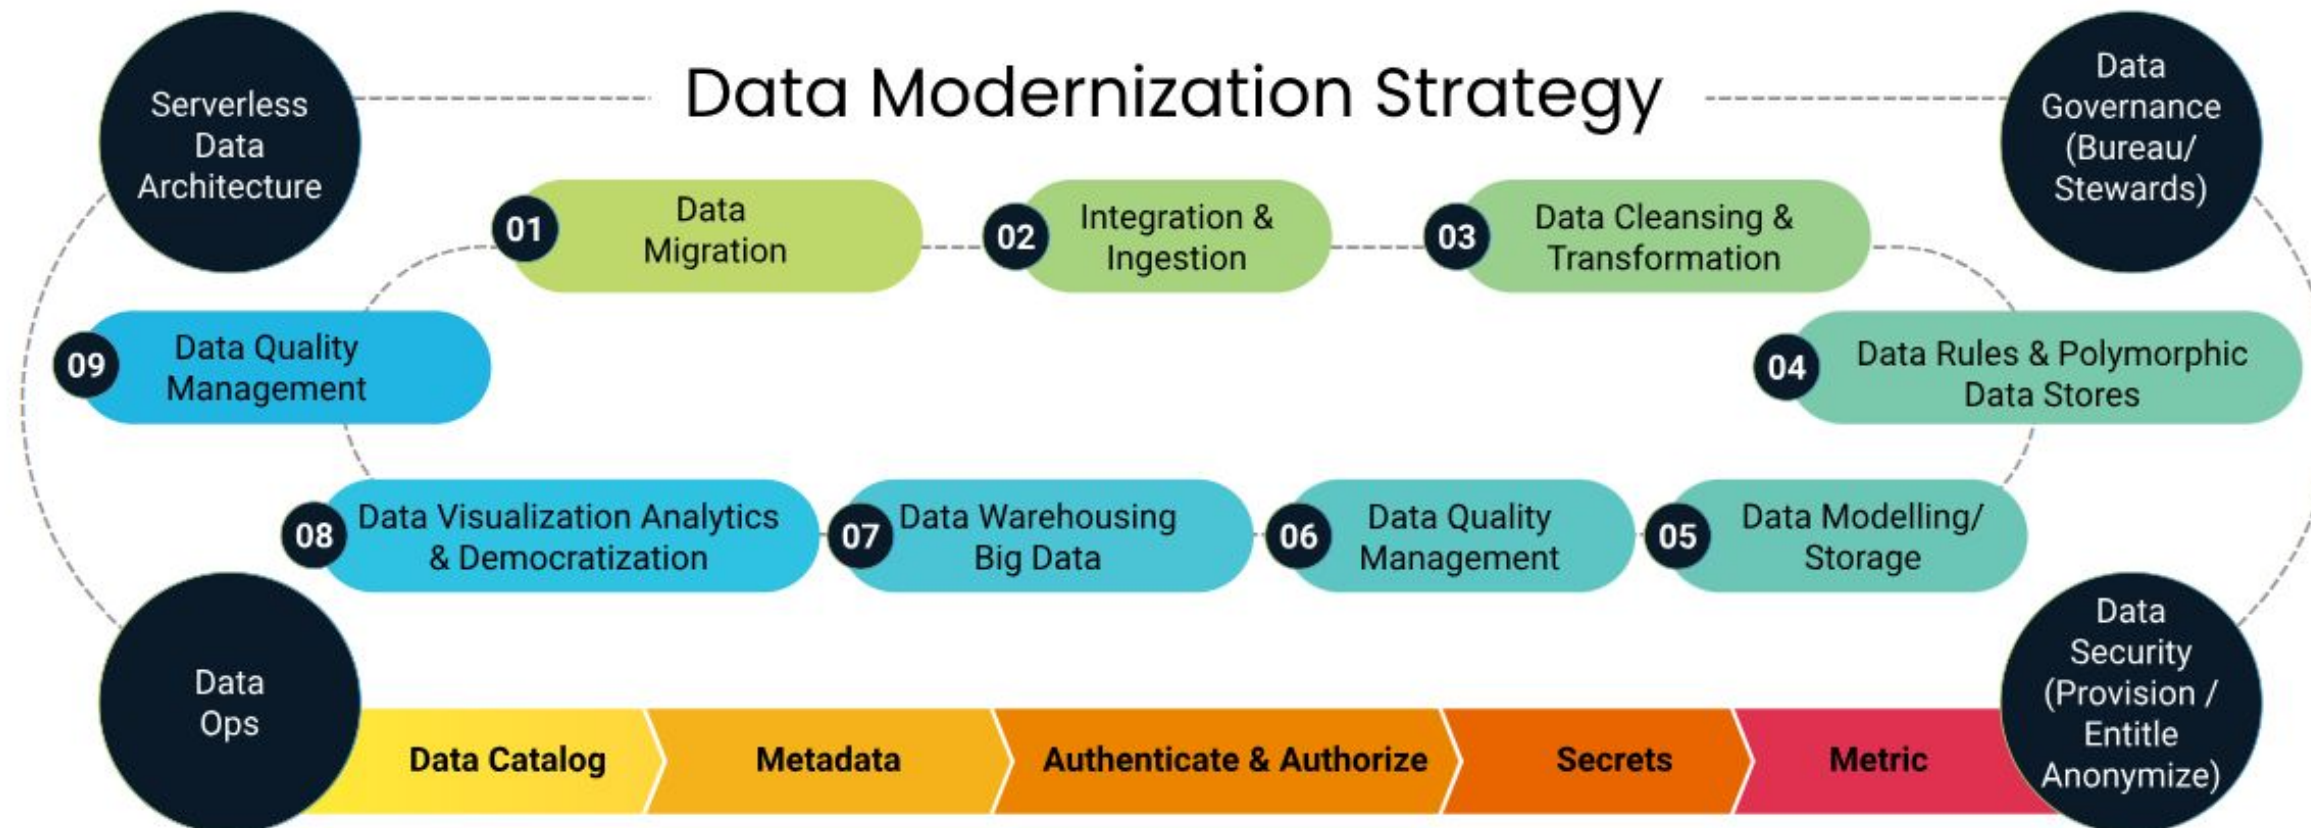 Data Modernization Strategy
Serverless
Data
Architecture
Data
Governance
(Bureau/
Stewards)
01
Data
Migration
02
Integration &
Ingestion
03
Data Cleansing &
Transformation
04
Data Rules & Polymorphic
Data Stores
05
Data Modelling/
Storage
06
Data Quality
Management
07
Data Warehousing
Big Data
08
Data Visualization Analytics
& Democratization
09
Data Quality
Management
Data
Ops
Data Catalog
Metadata
Authenticate & Authorize
Secrets
Metric
Data
Security
(Provision /
Entitle
Anonymize)